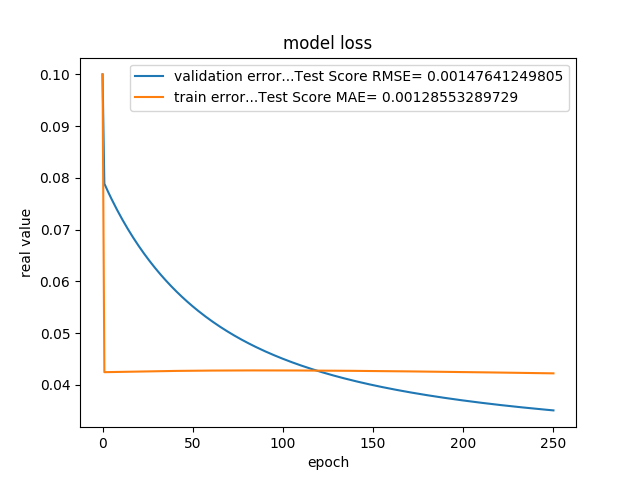 model loss
validation error...Test Score RMSE= 0.00147641249805
train error...Test Score MAE= 0.00128553289729
0.10
0.09
0.08
0.07
0.06
0.05
0.04
real value
0 50 100 150 200 250
epoch